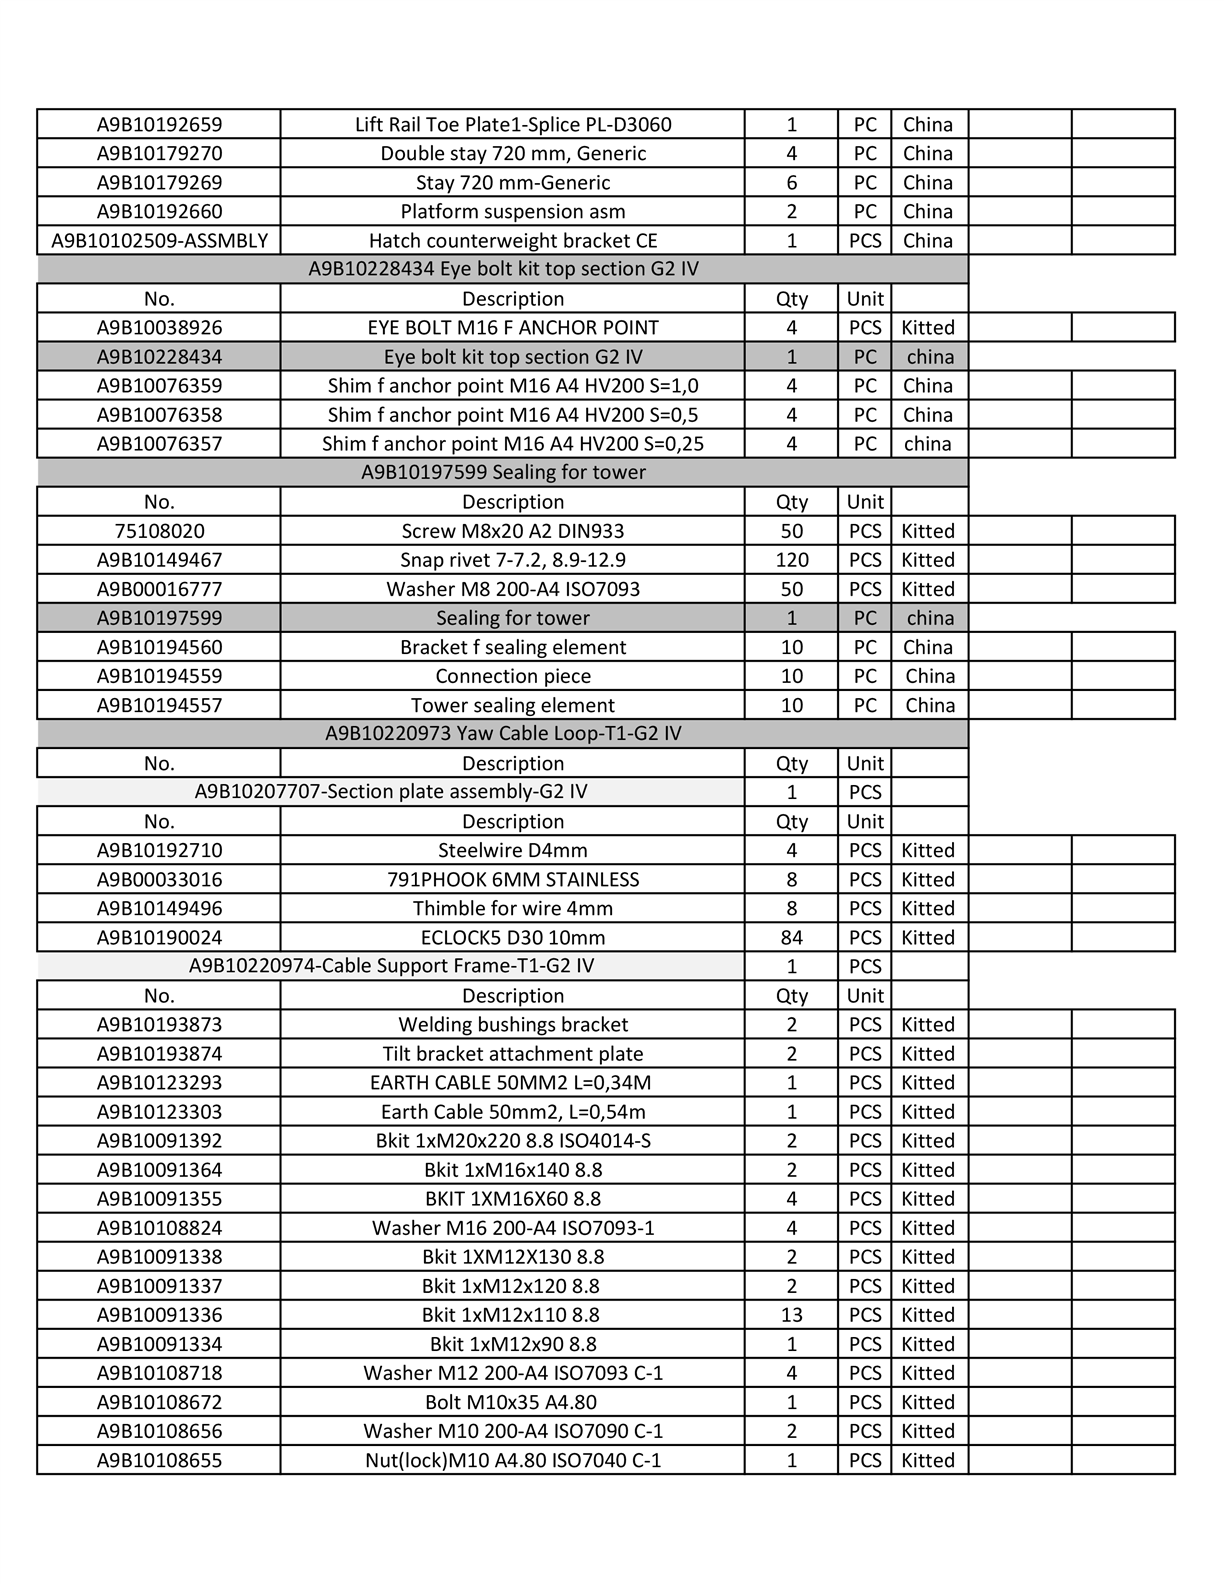 A9B10192659 Lift Rail Toe Plate1-Splice PL-D3060 1 PC China
A9B10179270 Double stay 720 mm, Generic 4 PC China
A9B10179269 Stay 720 mm-Generic 6 PC China
A9B10192660 Platform suspension asm 2 PC China
A9B10102509-ASSMBLY Hatch counterweight bracket CE 1 PCS China
A9B10228434 Eye bolt kit top section G2 IV
No. Description Qty Unit
A9B10038926 EYE BOLT M16 F ANCHOR POINT 4 PCS Kitted
A9B10228434 Eye bolt kit top section G2 IV 1 PC china
A9B10076359 Shim f anchor point M16 A4 HV200 S=1,0 4 PC China
A9B10076358 Shim f anchor point M16 A4 HV200 S=0,5 4 PC China
A9B10076357 Shim f anchor point M16 A4 HV200 S=0,25 4 PC china
A9B10197599 Sealing for tower
No. Description Qty Unit
75108020 Screw M8x20 A2 DIN933 50 PCS Kitted
A9B10149467 Snap rivet 7-7.2, 8.9-12.9 120 PCS Kitted
A9B00016777 Washer M8 200-A4 ISO7093 50 PCS Kitted
A9B10197599 Sealing for tower 1 PC china
A9B10194560 Bracket f sealing element 10 PC China
A9B10194559 Connection piece 10 PC China
A9B10194557 Tower sealing element 10 PC China
A9B10220973 Yaw Cable Loop-T1-G2 IV
No. Description Qty Unit
A9B10207707-Section plate assembly-G2 IV 1 PCS
No. Description Qty Unit
A9B10192710 Steelwire D4mm 4 PCS Kitted
A9B00033016 791PHOOK 6MM STAINLESS 8 PCS Kitted
A9B10149496 Thimble for wire 4mm 8 PCS Kitted
A9B10190024 ECLOCK5 D30 10mm 84 PCS Kitted
A9B10220974-Cable Support Frame-T1-G2 IV 1 PCS
No. Description Qty Unit
A9B10193873 Welding bushings bracket 2 PCS Kitted
A9B10193874 Tilt bracket attachment plate 2 PCS Kitted
A9B10123293 EARTH CABLE 50MM2 L=0,34M 1 PCS Kitted
A9B10123303 Earth Cable 50mm2, L=0,54m 1 PCS Kitted
A9B10091392 Bkit 1xM20x220 8.8 ISO4014-S 2 PCS Kitted
A9B10091364 Bkit 1xM16x140 8.8 2 PCS Kitted
A9B10091355 BKIT 1XM16X60 8.8 4 PCS Kitted
A9B10108824 Washer M16 200-A4 ISO7093-1 4 PCS Kitted
A9B10091338 Bkit 1XM12X130 8.8 2 PCS Kitted
A9B10091337 Bkit 1xM12x120 8.8 2 PCS Kitted
A9B10091336 Bkit 1xM12x110 8.8 13 PCS Kitted
A9B10091334 Bkit 1xM12x90 8.8 1 PCS Kitted
A9B10108718 Washer M12 200-A4 ISO7093 C-1 4 PCS Kitted
A9B10108672 Bolt M10x35 A4.80 1 PCS Kitted
A9B10108656 Washer M10 200-A4 ISO7090 C-1 2 PCS Kitted
A9B10108655 Nut(lock)M10 A4.80 ISO7040 C-1 1 PCS Kitted